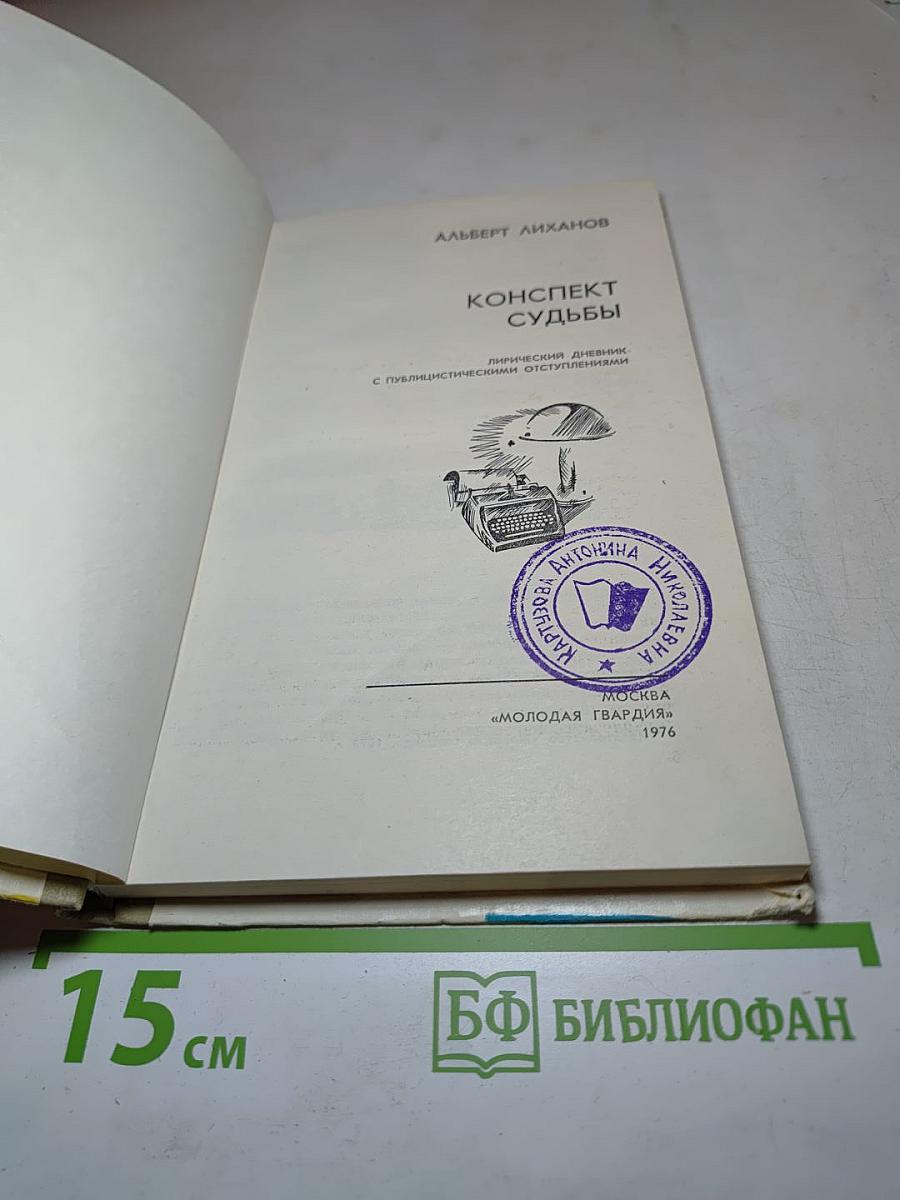 АЛЬБЕРТ ЛИХАНОВ
КОНСПЕКТ
СУДЬБЫ
ЛИРИЧЕСКИЙ ДНЕВНИК
С ПУБЛИЦИСТИЧЕСКИМИ ОТСТУПЛЕНИЯМИ
КАРТУЗОВА АНТОНИНА НИКОЛАЕВНА
МОСКВА
«МОЛОДАЯ ГВАРДИЯ»
1976
15 см
БФ БИБЛИОФАН